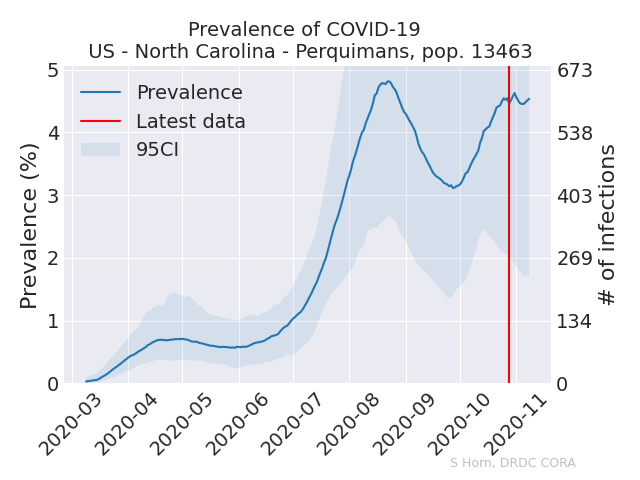 Prevalence of COVID-19
US - North Carolina - Perquimans, pop. 13463
Prevalence
Latest data
95CI
Prevalence (%)
5
4
3
2
1
0
673
538
403
269
134
0
# of infections
2020-03
2020-04
2020-05
2020-06
2020-07
2020-08
2020-09
2020-10
2020-11
S Horn, DRDC CORA